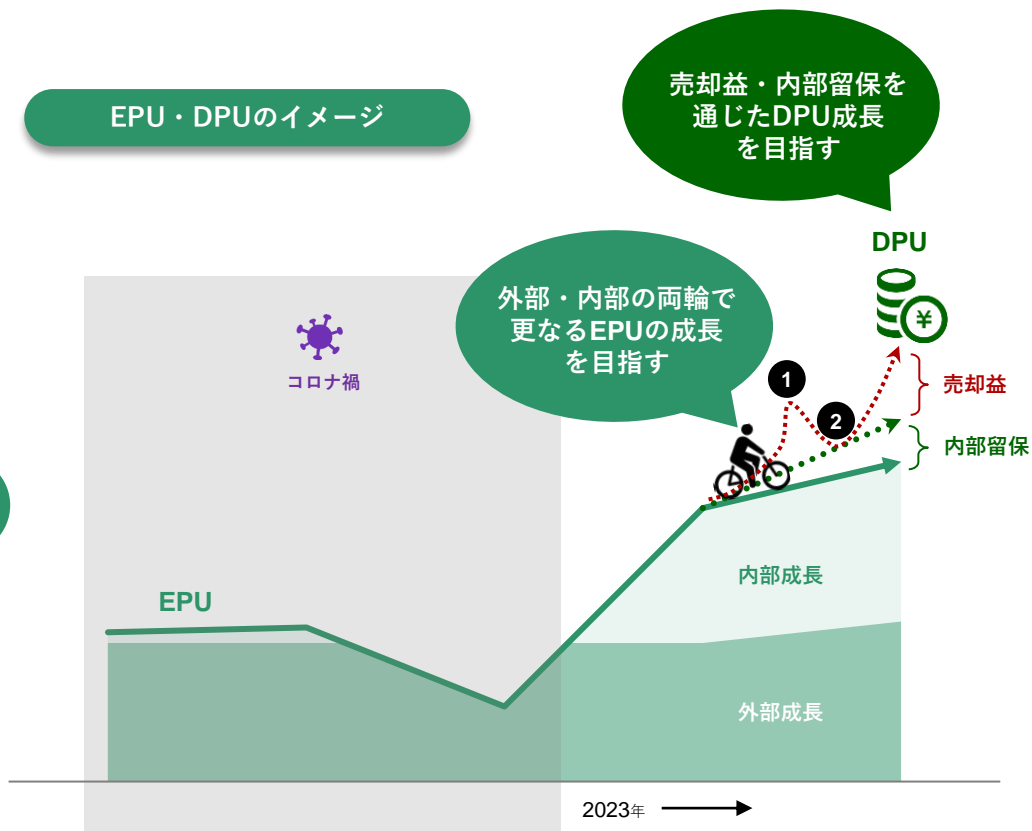 EPU・DPUのイメージ
売却益・内部留保を
通じたDPU成長
を目指す
DPU
¥
外部・内部の両輪で
更なるEPUの成長
を目指す
コロナ禍
1
2
売却益
内部留保
内部成長
EPU
外部成長
2023年